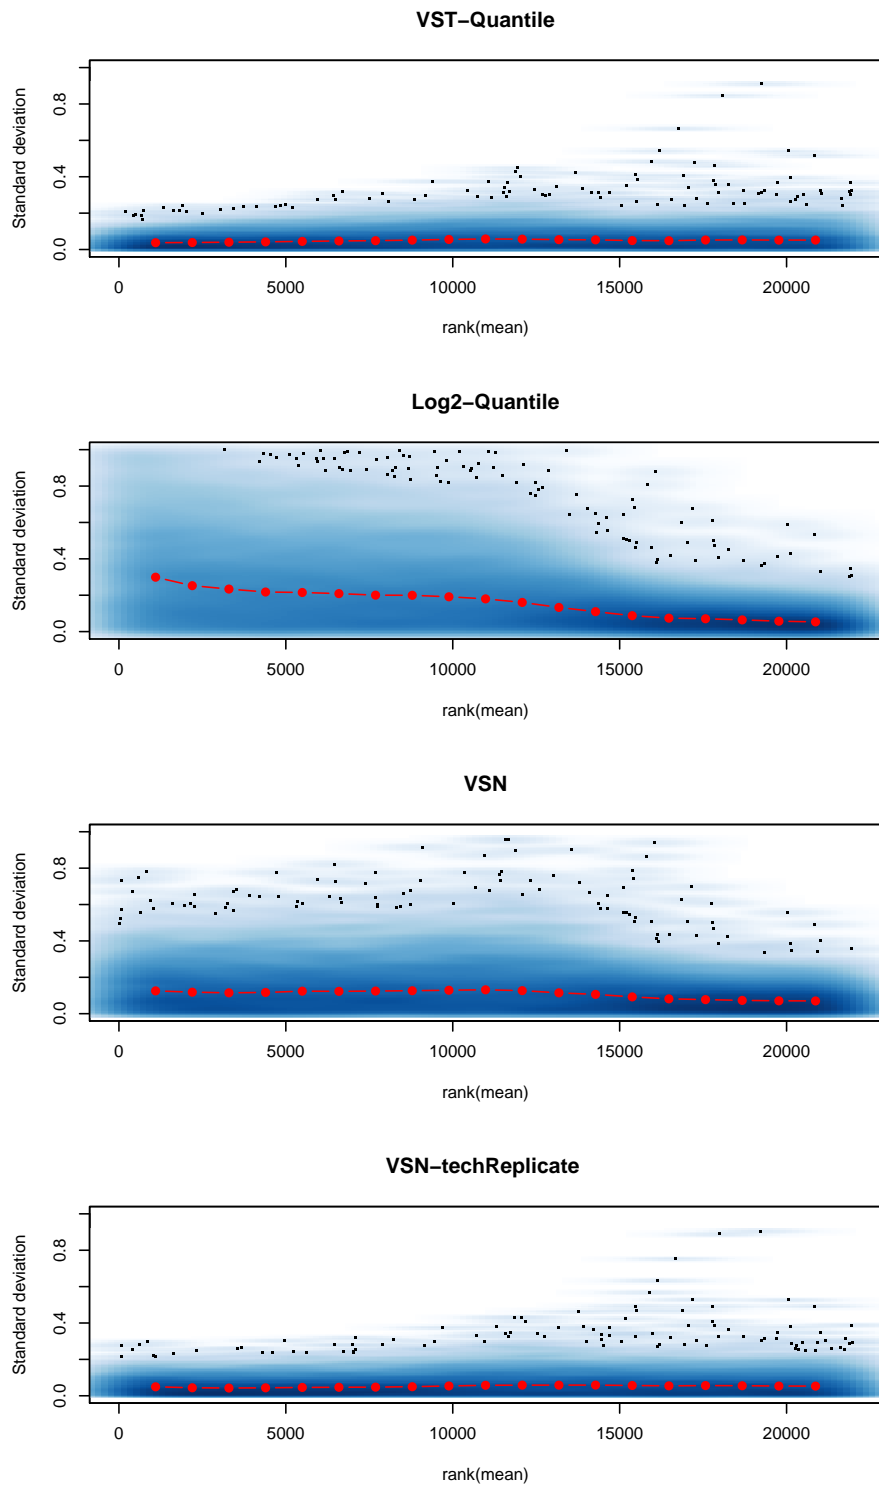 VST−Quantile
Standard deviation
0.8
0.4
0.0
0 5000 10000 15000 20000
rank(mean)
Log2−Quantile
Standard deviation
0.8
0.4
0.0
0 5000 10000 15000 20000
rank(mean)
VSN
Standard deviation
0.8
0.4
0.0
0 5000 10000 15000 20000
rank(mean)
VSN−techReplicate
Standard deviation
0.8
0.4
0.0
0 5000 10000 15000 20000
rank(mean)